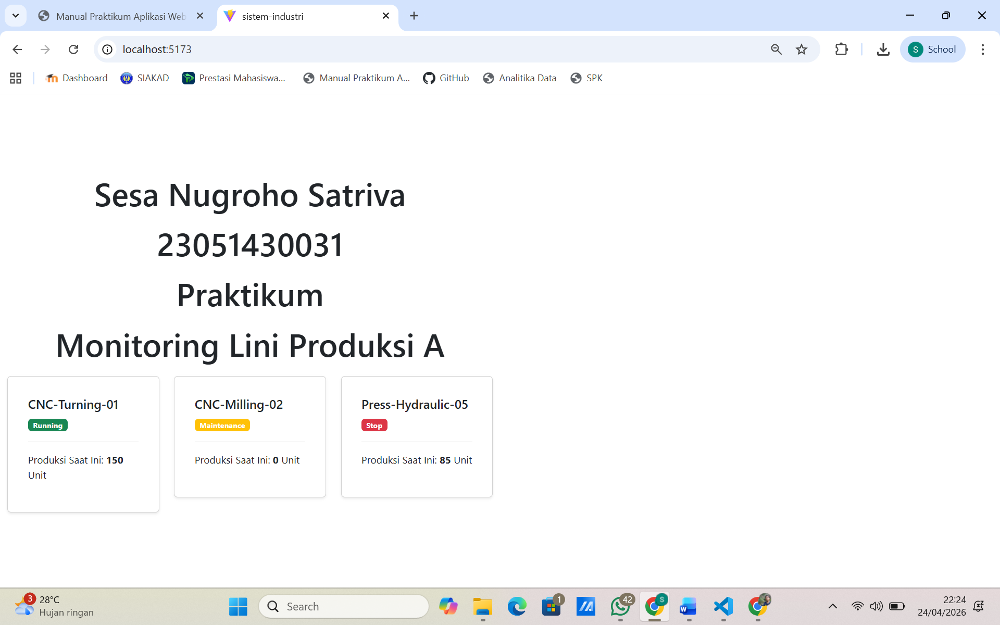 Manual Praktikum Aplikasi Web
sistem-industri
localhost:5173
School
Dashboard
SIAKAD
Prestasi Mahasiswa...
Manual Praktikum A...
GitHub
Analitika Data
SPK
Sesa Nugroho Satriva
23051430031
Praktikum
Monitoring Lini Produksi A
CNC-Turning-01
Running
Produksi Saat Ini: 150
Unit
CNC-Milling-02
Maintenance
Produksi Saat Ini: 0 Unit
Press-Hydraulic-05
Stop
Produksi Saat Ini: 85 Unit
3
28°C
Hujan ringan
Search
1
42
S
22:24
24/04/2026